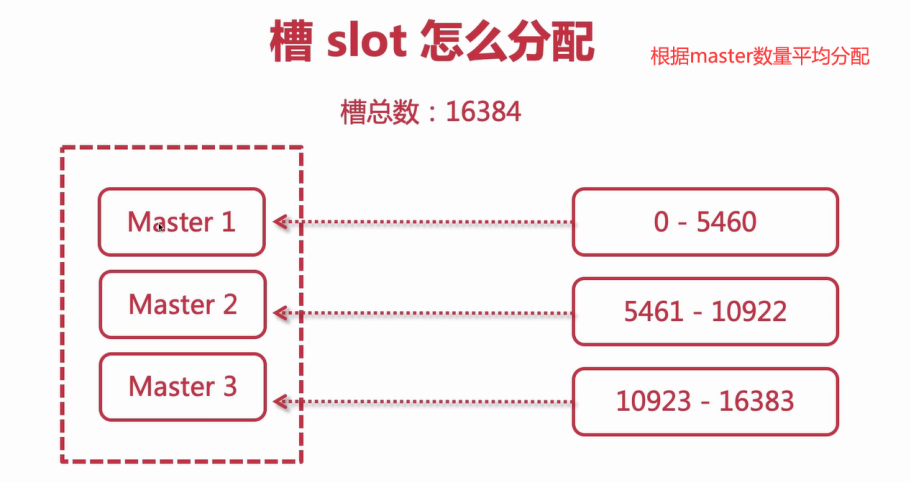 槽 slot 怎么分配
根据master数量平均分配
槽总数：16384
Master 1
0 - 5460
Master 2
5461 - 10922
Master 3
10923 - 16383